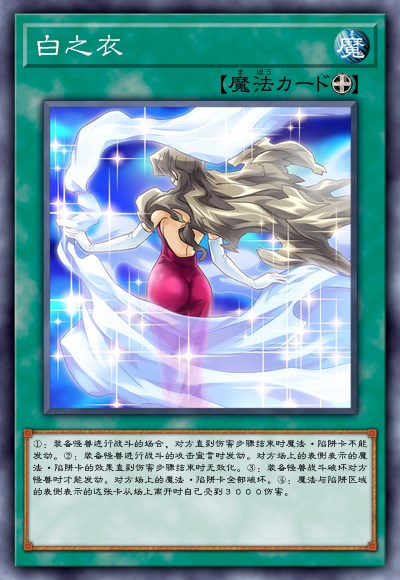 白之衣
魔
まほう
【魔法カード】
①：装备怪兽进行战斗的场合，对方直到伤害步骤结束时魔法·陷阱卡不能
发动。②：装备怪兽进行战斗的攻击宣言时发动。对方场上的表侧表示的魔
法·陷阱卡的效果直到伤害步骤结束时无效化。③：装备怪兽战斗破坏对方
怪兽时才能发动。对方场上的魔法·陷阱卡全部破坏。④：魔法与陷阱区域
的表侧表示的这张卡从场上离开时自己受到３０００伤害。